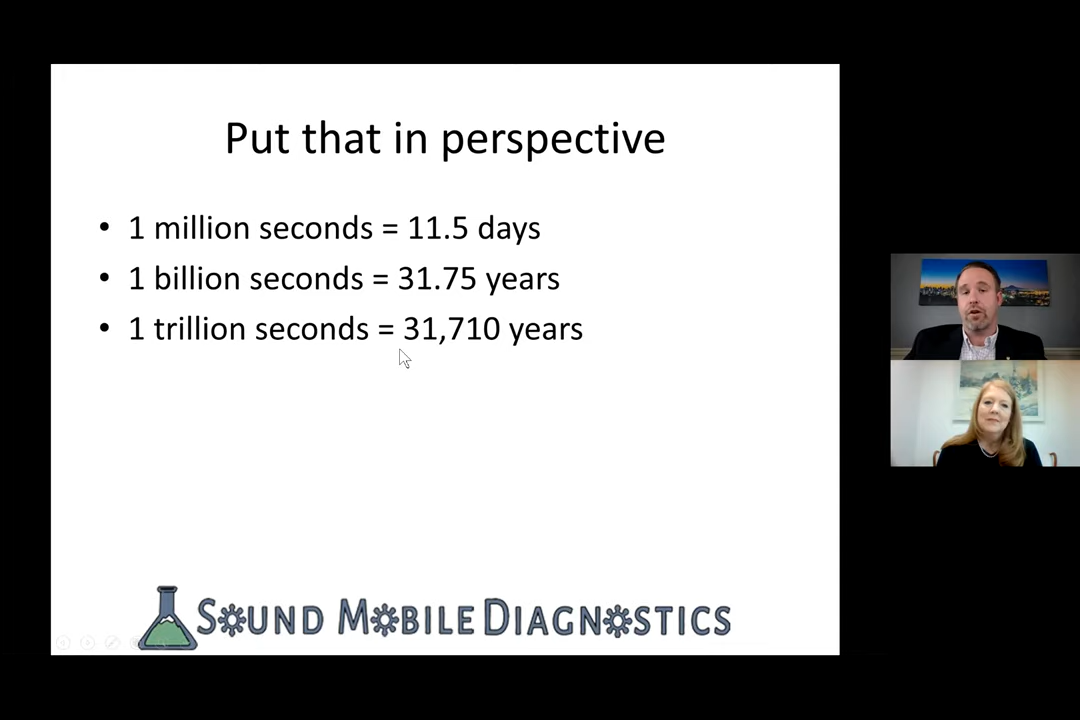 Put that in perspective
• 1 million seconds = 11.5 days
• 1 billion seconds = 31.75 years
• 1 trillion seconds = 31,710 years
SOUND MOBILE DIAGNOSTICS